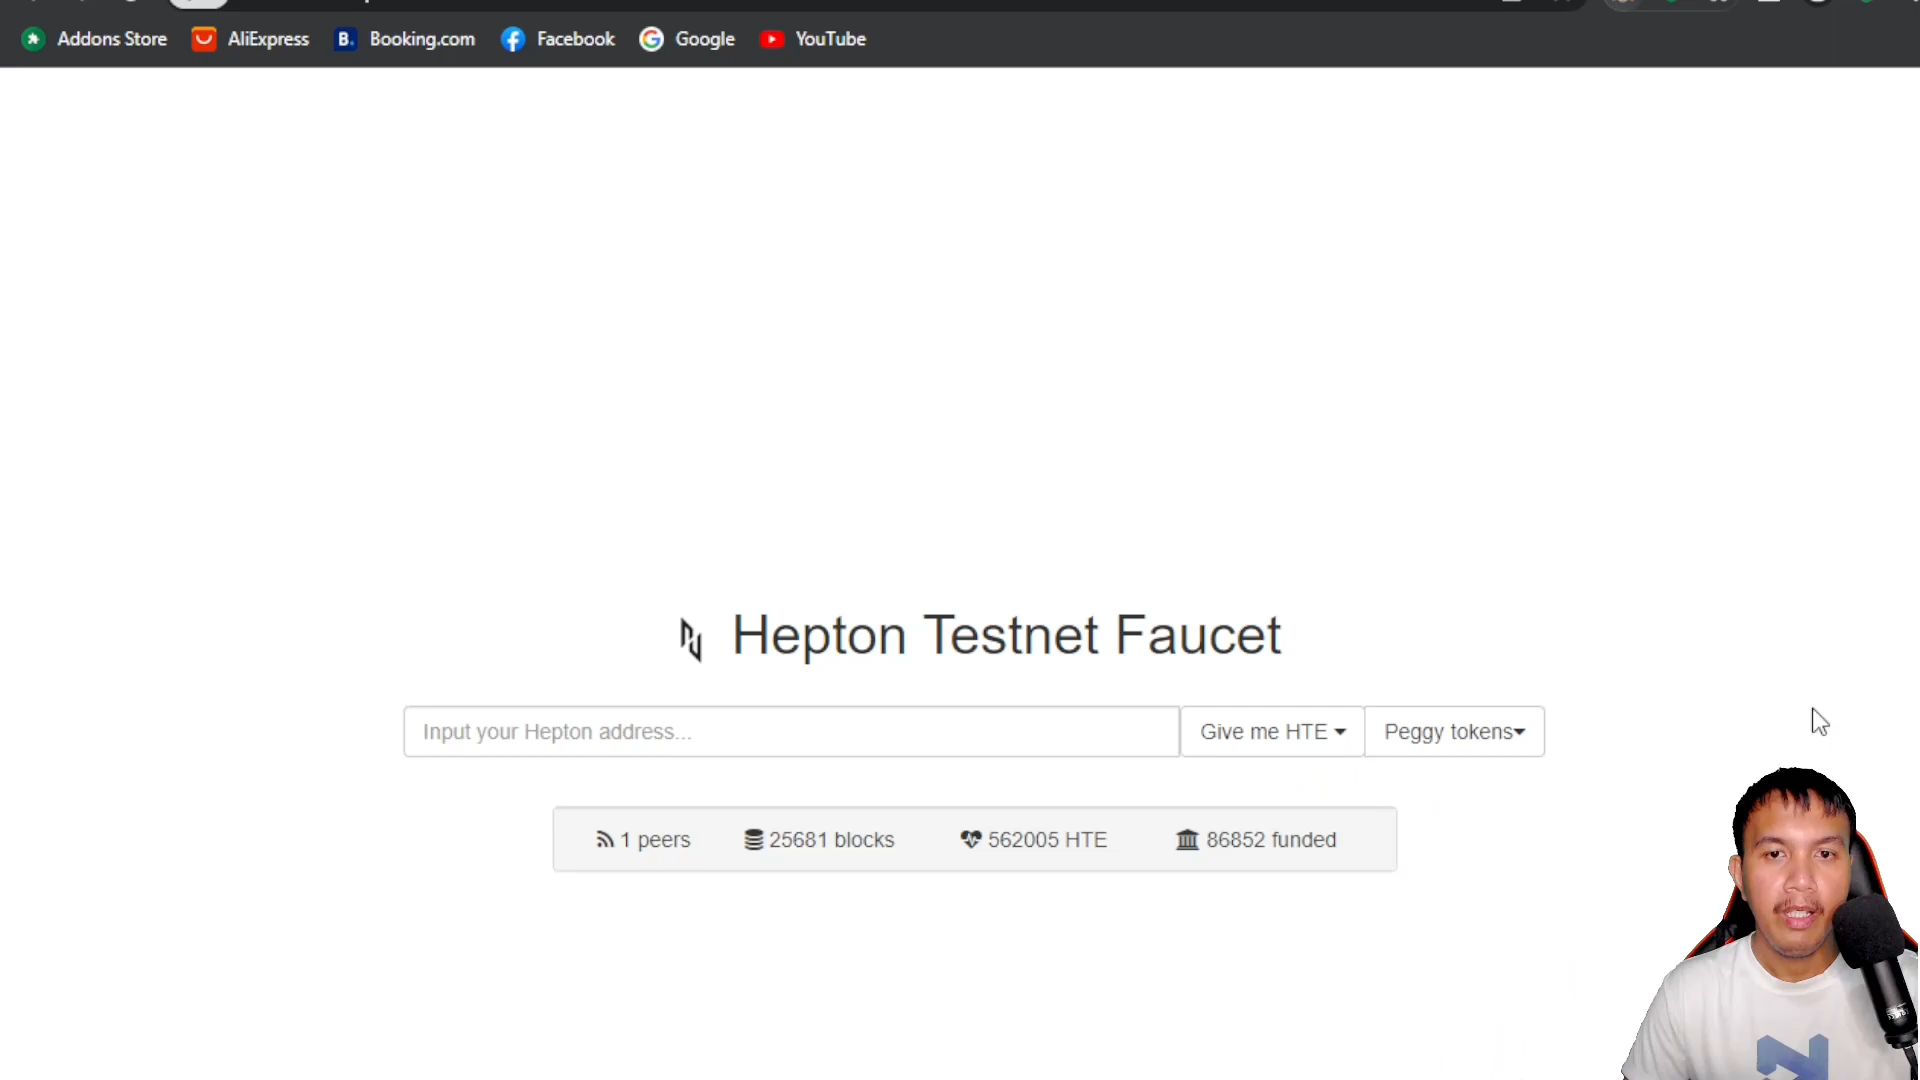 Addons Store AliExpress Booking.com Facebook Google YouTube
Hepton Testnet Faucet
Input your Hepton address... Give me HTE Peggy tokens
1 peers 25681 blocks 562005 HTE 86852 funded